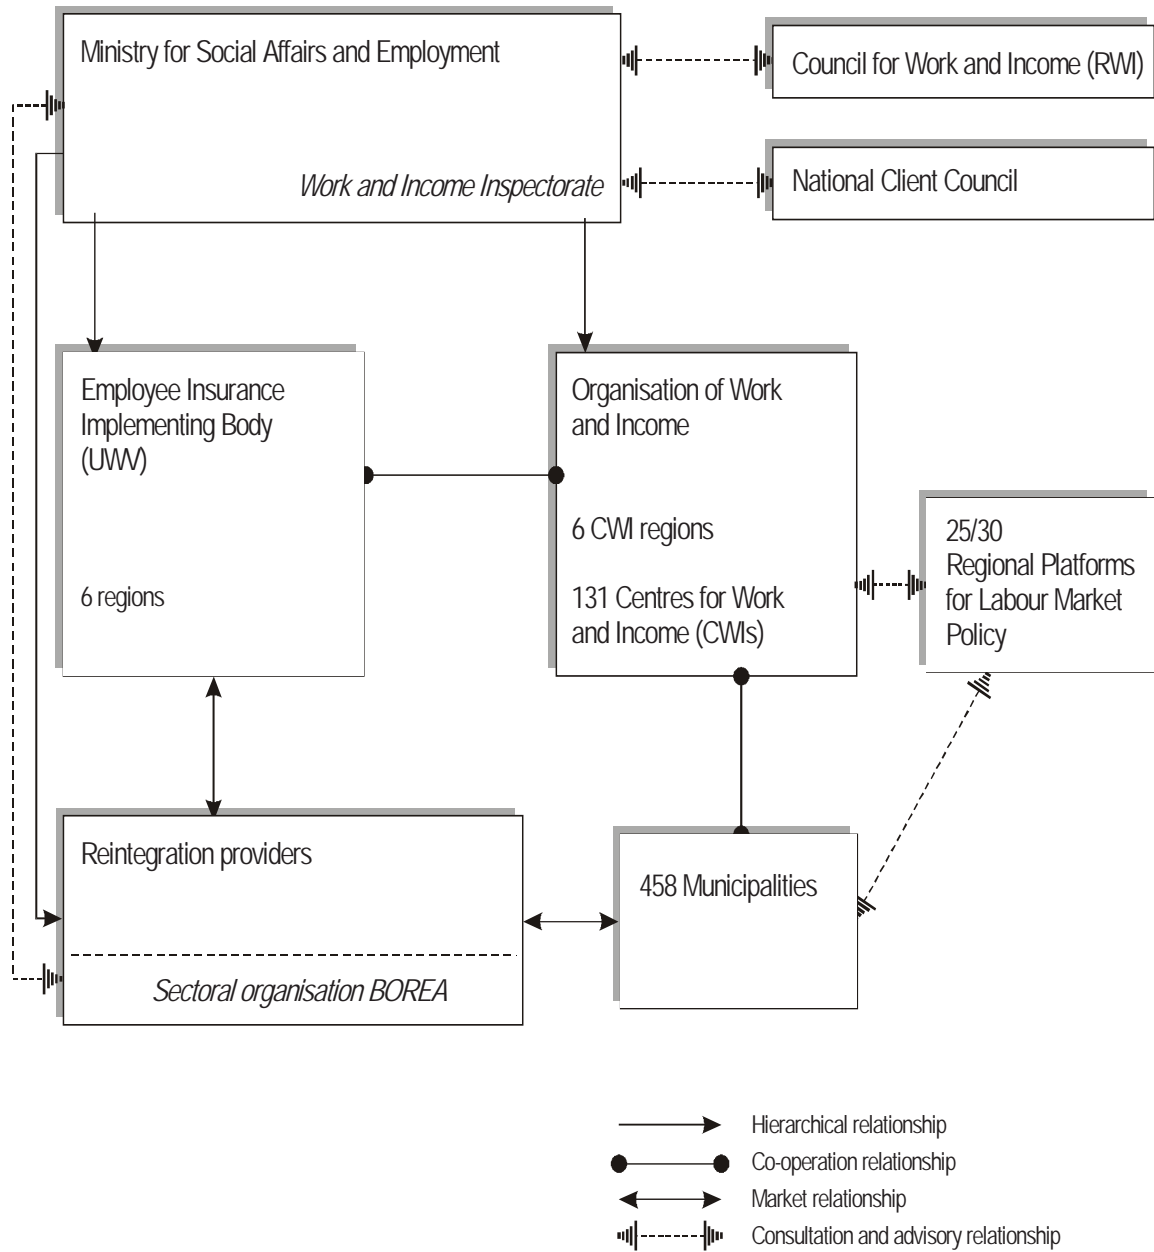 Ministry for Social Affairs and Employment
Work and Income Inspectorate
Council for Work and Income (RWI)
National Client Council
Employee Insurance
Implementing Body
(UWV)
6 regions
Organisation of Work
and Income
6 CWI regions
131 Centres for Work
and Income (CWIs)
25/30
Regional Platforms
for Labour Market
Policy
Reintegration providers
Sectoral organisation BOREA
458 Municipalities
Hierarchical relationship
Co-operation relationship
Market relationship
Consultation and advisory relationship